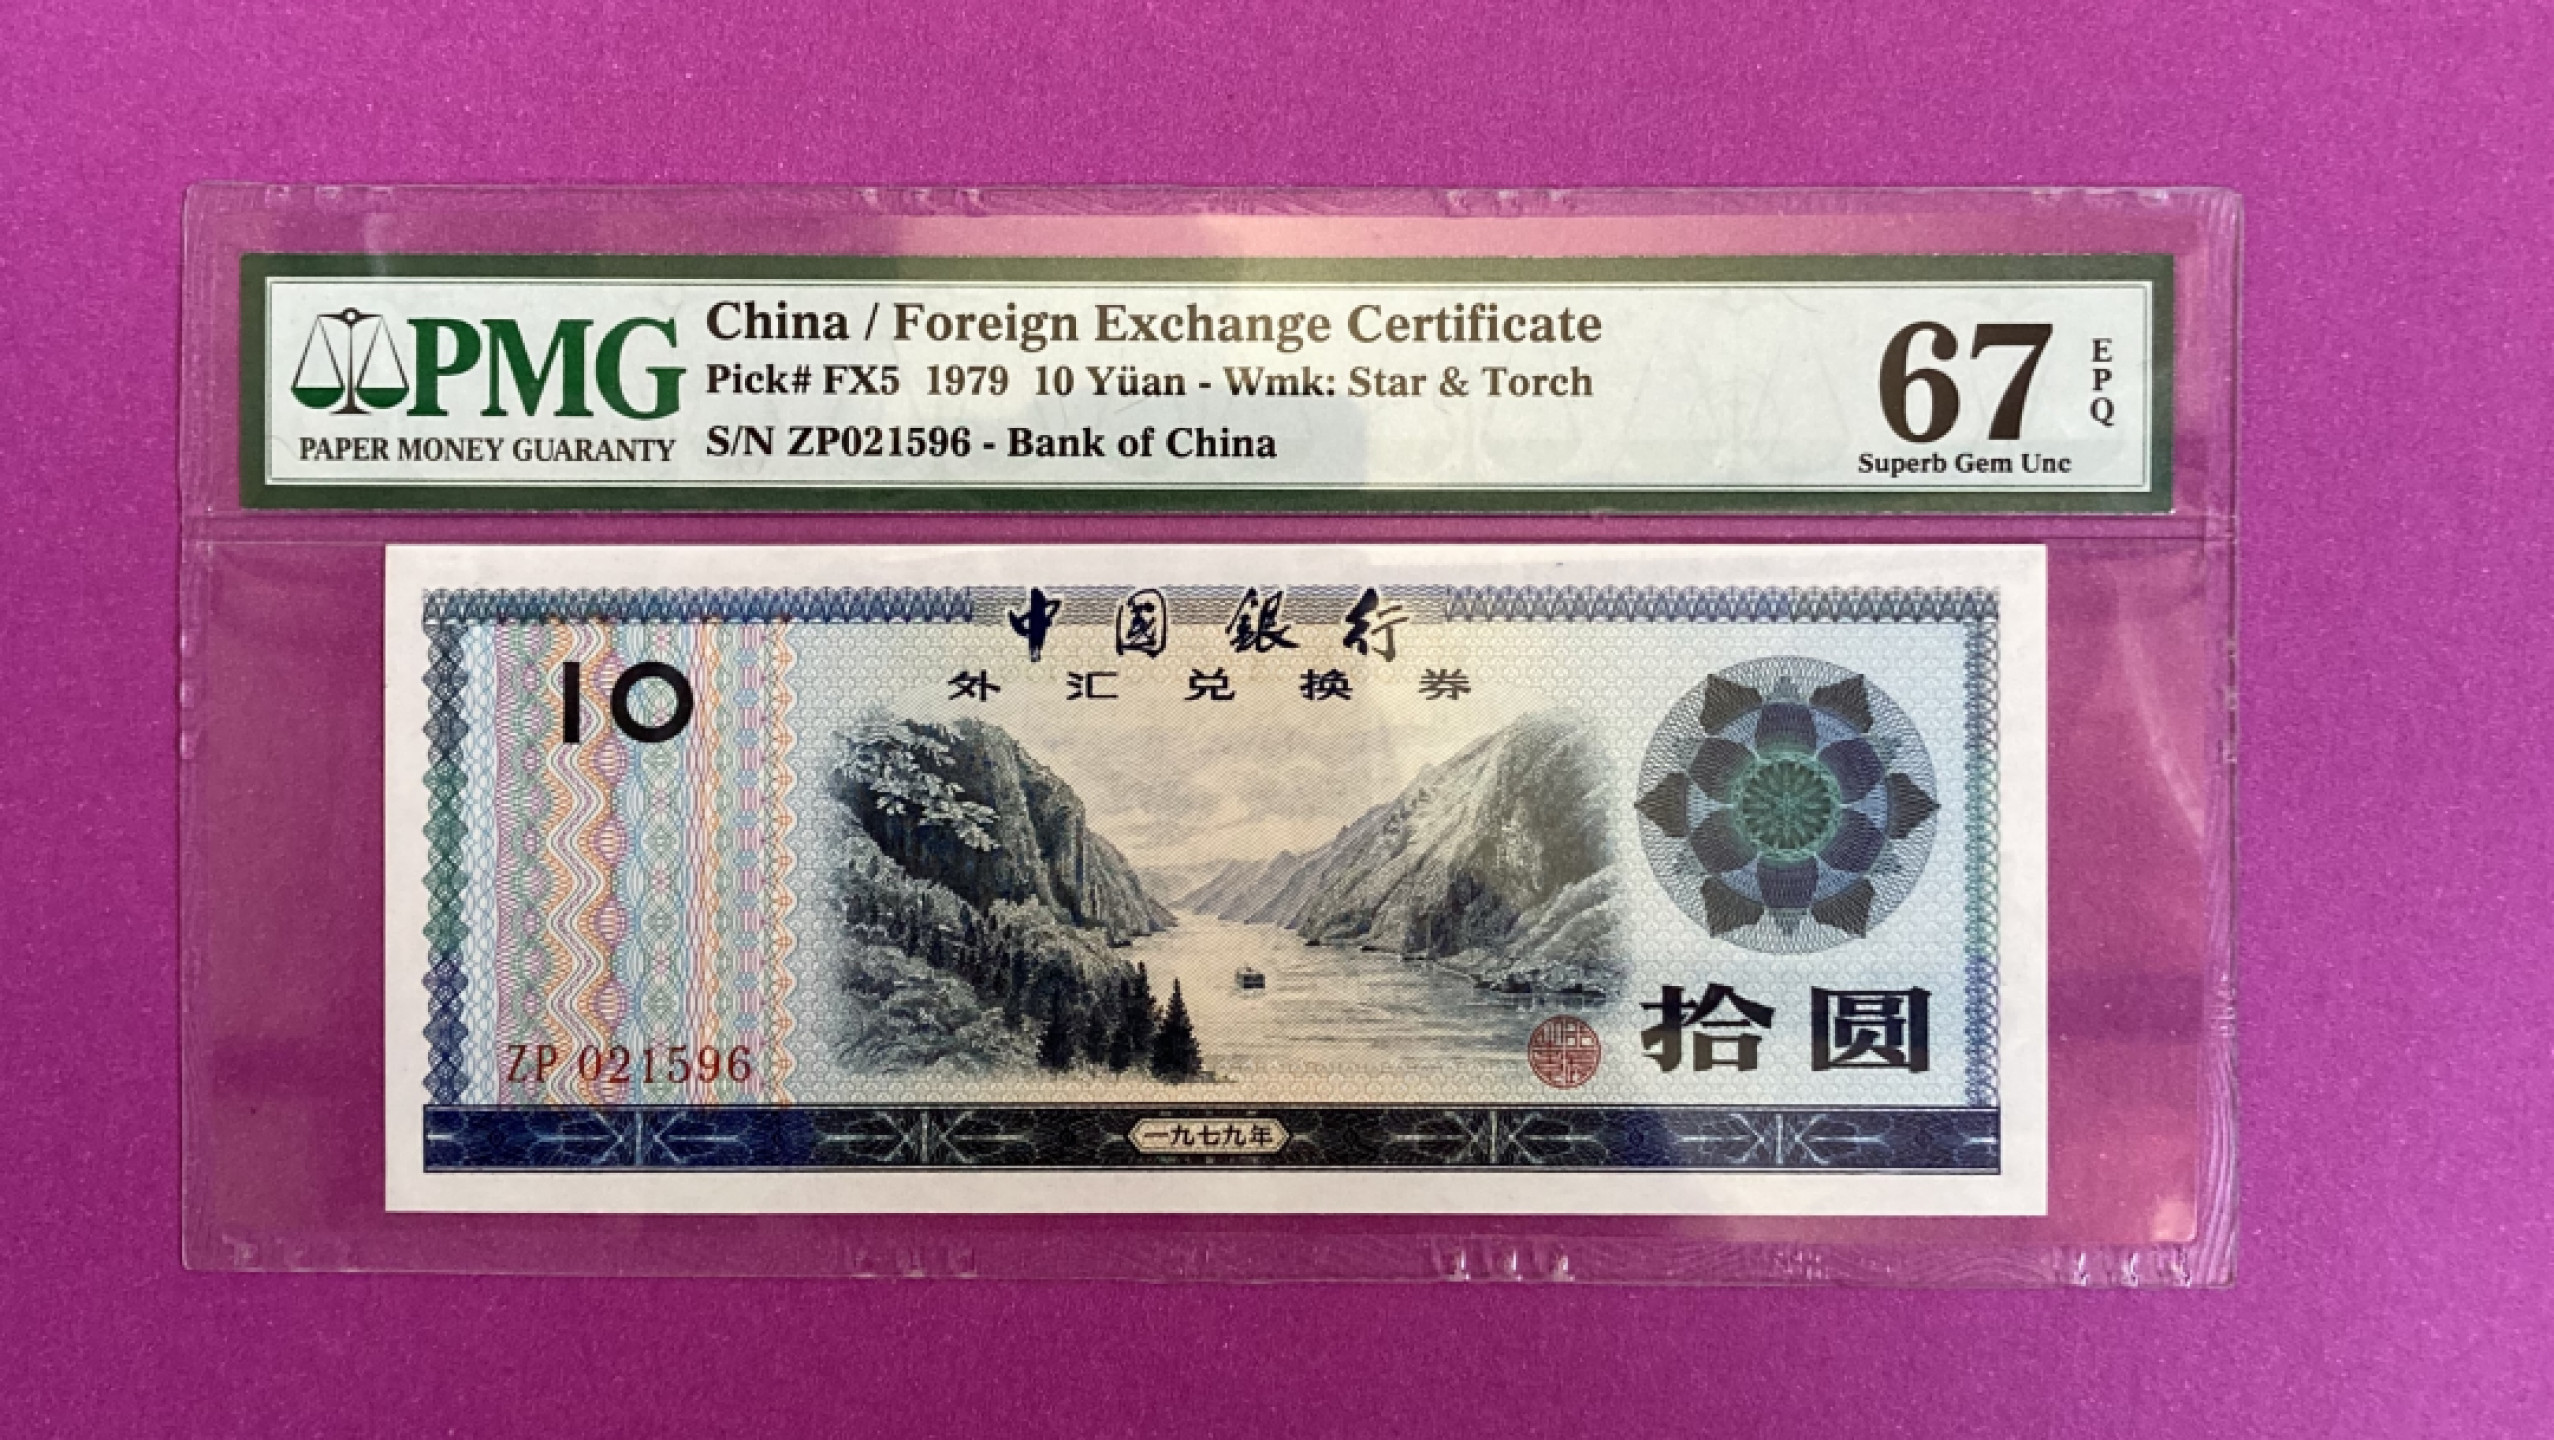 PMG
PAPER MONEY GUARANTY
China / Foreign Exchange Certificate
Pick# FX5 1979 10 Yüan - Wmk: Star & Torch
S/N ZP021596 - Bank of China
67
EPQ
Superb Gem Unc
中國銀行
外汇兑换券
10
拾圆
ZP 021596
一九七九年